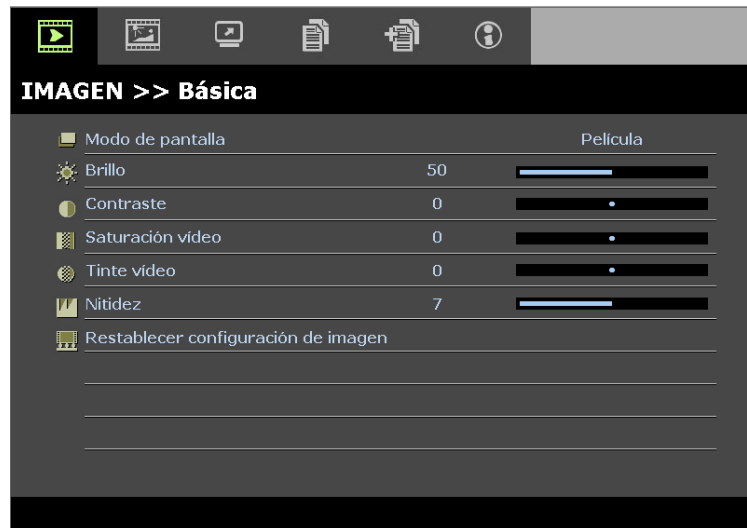 IMAGEN >> Básica
Modo de pantalla Película
Brillo 50
Contraste 0
Saturación vídeo 0
Tinte vídeo 0
Nitidez 7
Restablecer configuración de imagen